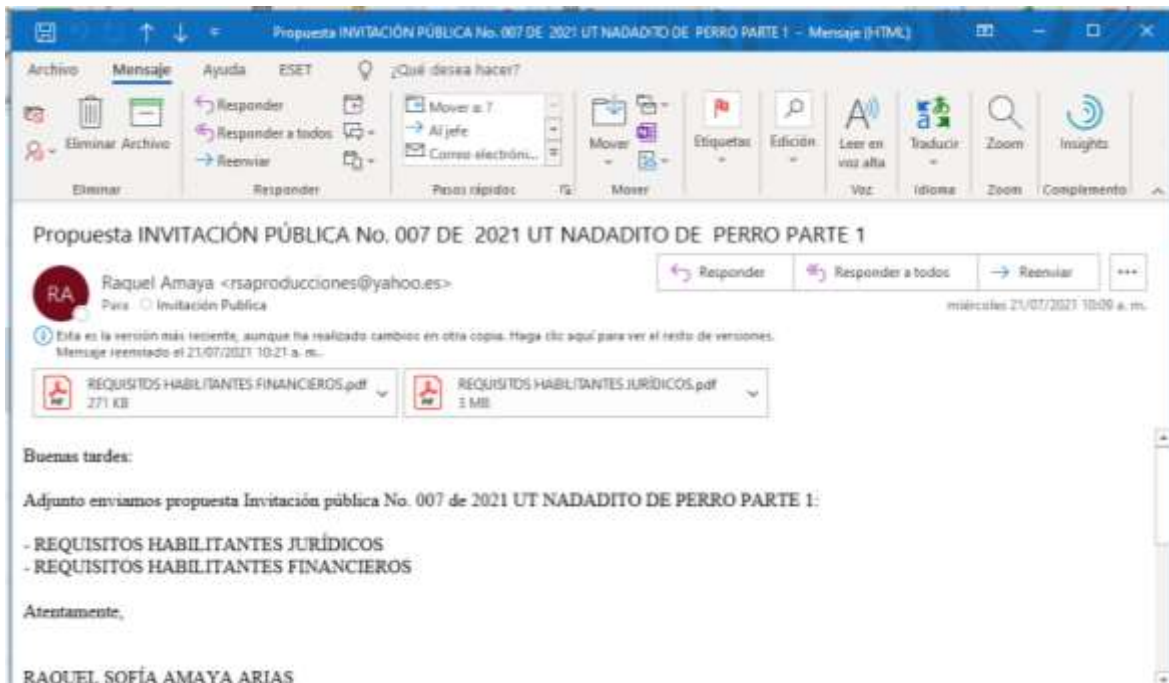 Propuesta INVITACIÓN PÚBLICA No. 007 DE 2021 UT NADADITO DE PERRO PARTE 1 - Mensaje (HTML)
Archivo Mensaje Ayuda ESET ¿Qué desea hacer?
Eliminar Archivo
Responder
Responder a todos
Reenviar
Mover a: ?
Al jefe
Correo electróni...
Mover
Etiquetas
Edición
Leer en voz alta
Traducir
Zoom
Insights
Eliminar Responder Pasos rápidos Mover Voz Idioma Zoom Complemento
Propuesta INVITACIÓN PÚBLICA No. 007 DE 2021 UT NADADITO DE PERRO PARTE 1
RA
Raquel Amaya <rsaproducciones@yahoo.es>
Para Invitación Publica
Responder Responder a todos Reenviar
miércoles 21/07/2021 10:09 a. m.
Esta es la versión más reciente, aunque ha realizado cambios en otra copia. Haga clic aquí para ver el resto de versiones.
Mensaje reenviado el 21/07/2021 10:21 a. m..
REQUISITOS HABILITANTES FINANCIEROS.pdf
271 KB
REQUISITOS HABILITANTES JURÍDICOS.pdf
3 MB
Buenas tardes:
Adjunto enviamos propuesta Invitación pública No. 007 de 2021 UT NADADITO DE PERRO PARTE 1:
- REQUISITOS HABILITANTES JURÍDICOS
- REQUISITOS HABILITANTES FINANCIEROS
Atentamente,
RAQUEL SOFÍA AMAYA ARIAS